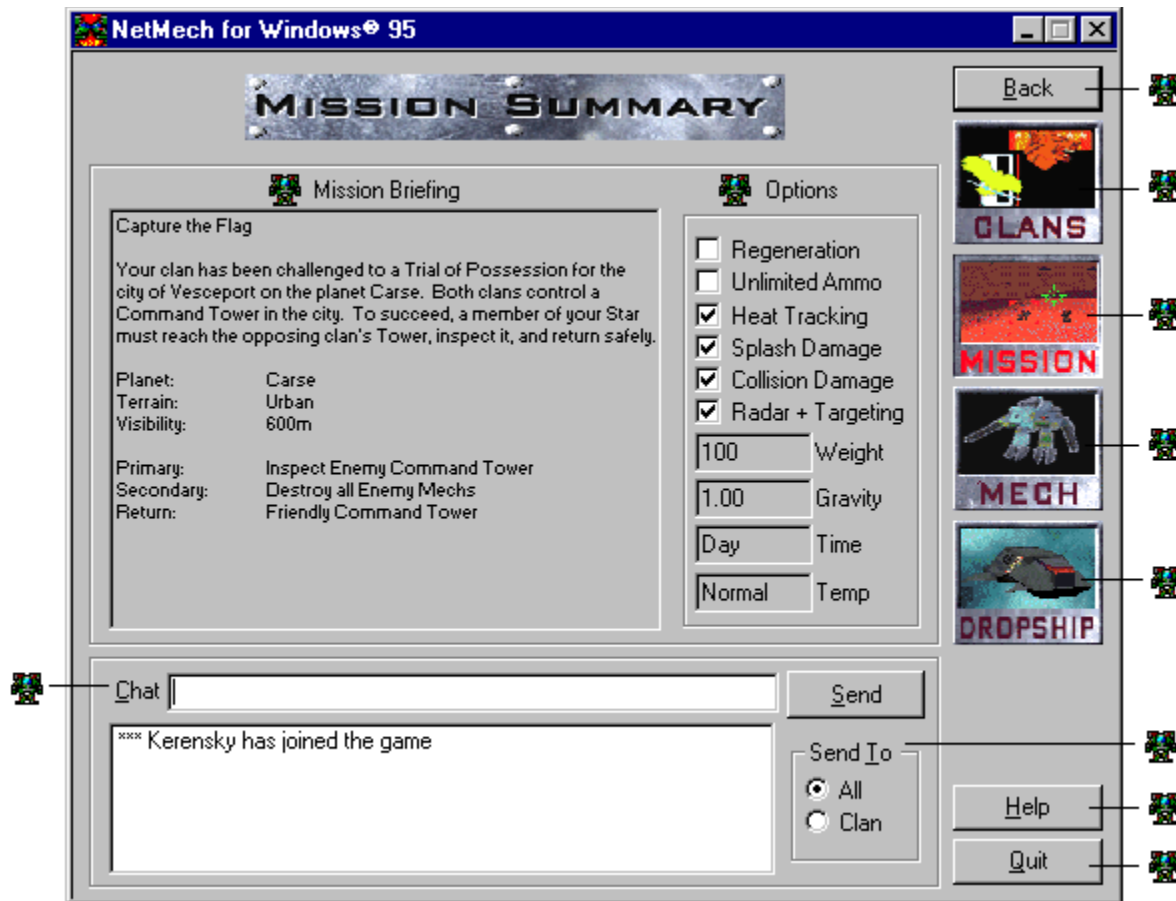 NetMech for Windows® 95
MISSION SUMMARY
Back
CLANS
MISSION
MECH
DROPSHIP
Mission Briefing
Capture the Flag
Your clan has been challenged to a Trial of Possession for the
city of Vesceport on the planet Carse. Both clans control a
Command Tower in the city. To succeed, a member of your Star
must reach the opposing clan's Tower, inspect it, and return safely.
Planet: Carse
Terrain: Urban
Visibility: 600m
Primary: Inspect Enemy Command Tower
Secondary: Destroy all Enemy Mechs
Return: Friendly Command Tower
Options
Regeneration
Unlimited Ammo
Heat Tracking
Splash Damage
Collision Damage
Radar + Targeting
100 Weight
1.00 Gravity
Day Time
Normal Temp
Chat
Send
*** Kerensky has joined the game
Send To
All
Clan
Help
Quit